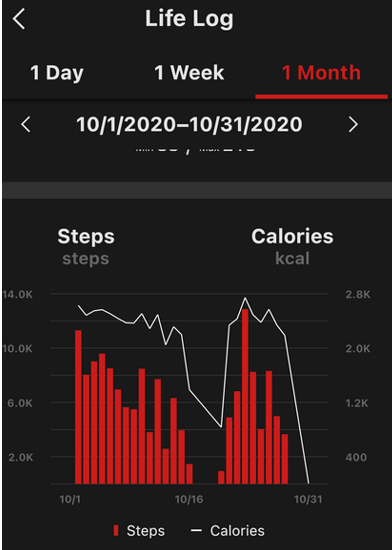 Life Log
1 Day 1 Week 1 Month
10/1/2020–10/31/2020
Steps Calories
steps kcal
14.0K 2.8K
10.0K 2.0K
6.0K 1.2K
2.0K 400
10/1 10/16 10/31
Steps Calories